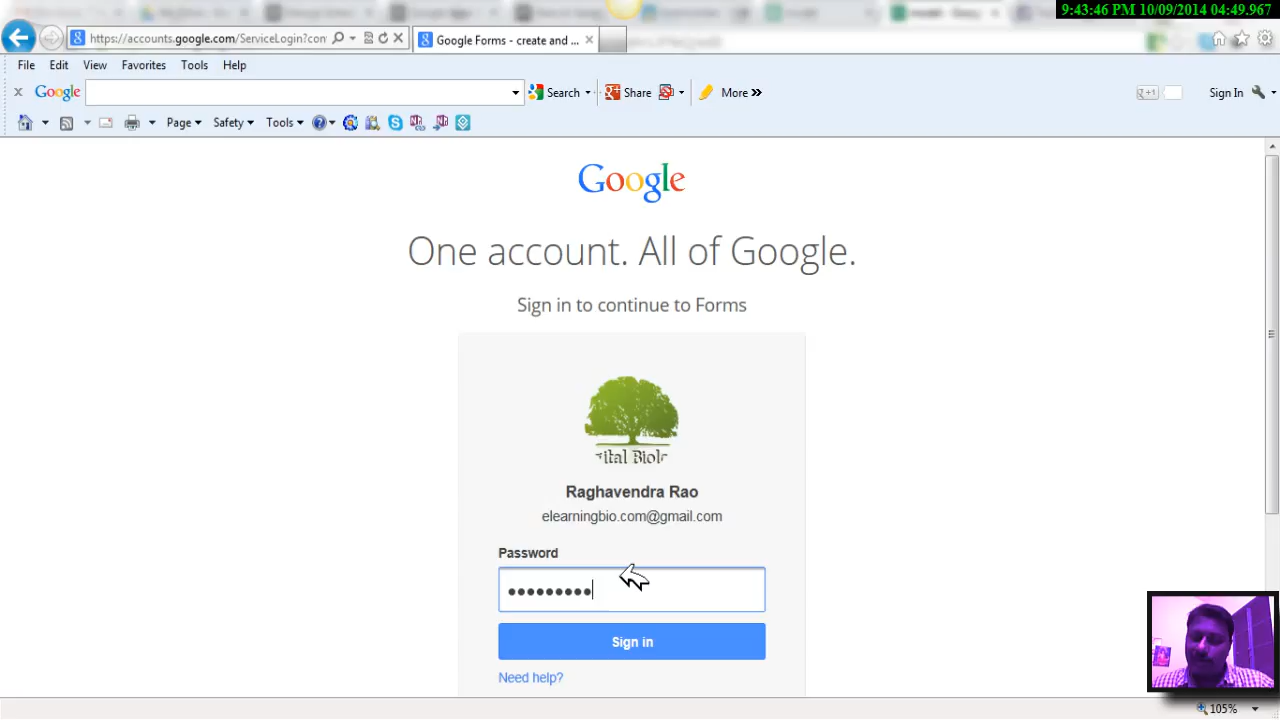 9:43:46 PM 10/09/2014 04:49.967
https://accounts.google.com/ServiceLogin?con
Google Forms - create and ...
File Edit View Favorites Tools Help
Google Search Share More » Sign In
Page Safety Tools
Google
One account. All of Google.
Sign in to continue to Forms
ital Biol
Raghavendra Rao
elearningbio.com@gmail.com
Password
Sign in
Need help?
105%